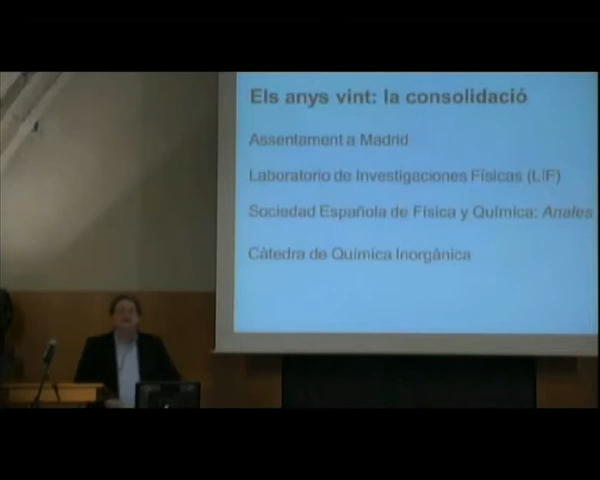 Els anys vint: la consolidació
Assentament a Madrid
Laboratorio de Investigaciones Físicas (LIF)
Sociedad Española de Física y Química: Anales
Càtedra de Química Inorgànica